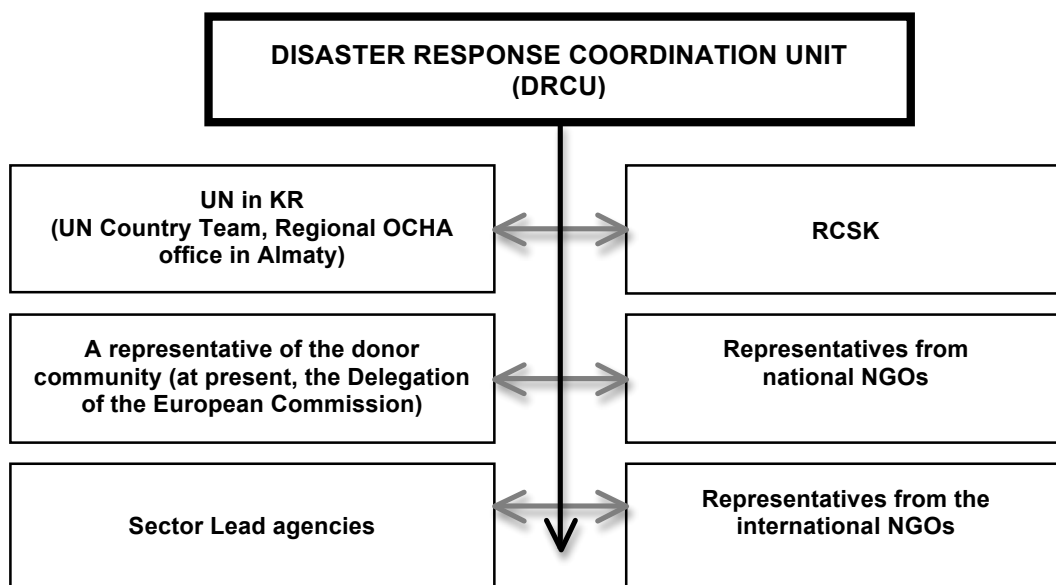 DISASTER RESPONSE COORDINATION UNIT
(DRCU)
UN in KR
(UN Country Team, Regional OCHA
office in Almaty)
RCSK
A representative of the donor
community (at present, the Delegation
of the European Commission)
Representatives from
national NGOs
Sector Lead agencies
Representatives from the
international NGOs